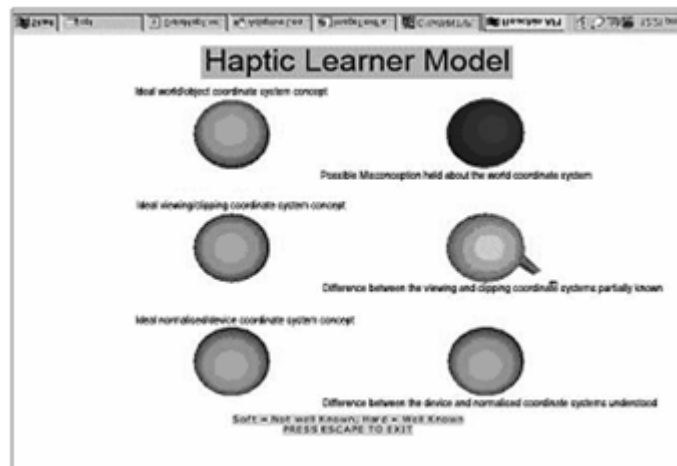 Haptic Learner Model
Ideal world/object coordinate system concept
Possible Misconception held about the world coordinate system
Ideal viewing/clipping coordinate system concept
Difference between the viewing and clipping coordinate systems partially known
Ideal normalised/device coordinate system concept
Difference between the device and normalised coordinate systems understood
Soft = Not well Known; Hard = Well Known
PRESS ESCAPE TO EXIT